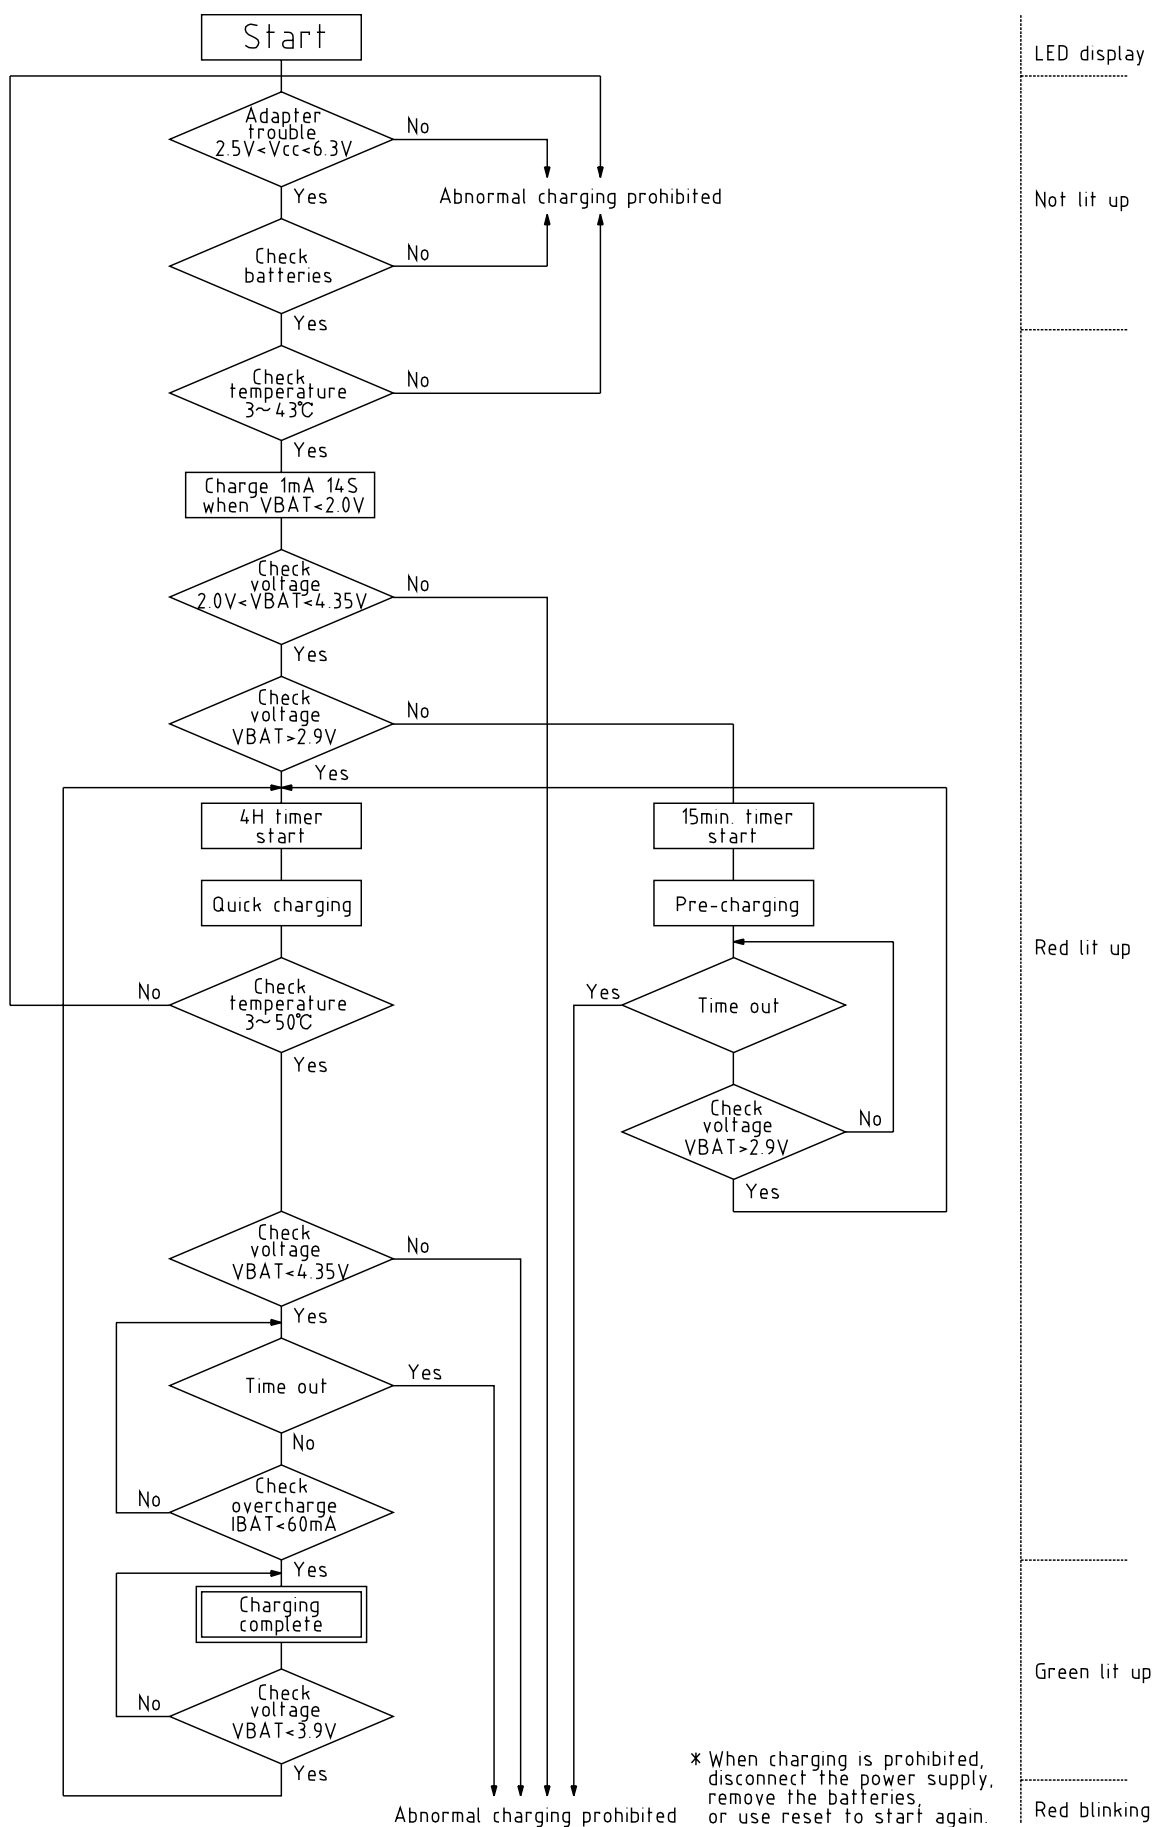 Start
LED display
Adapter
trouble
2.5V<Vcc<6.3V
No
Yes
Abnormal charging prohibited
Not lit up
Check
batteries
No
Yes
Check
temperature
3~43℃
No
Yes
Charge 1mA 14S
when VBAT<2.0V
Check
voltage
2.0V<VBAT<4.35V
No
Yes
Check
voltage
VBAT>2.9V
No
Yes
4H timer
start
15min. timer
start
Quick charging
Pre-charging
Red lit up
Check
temperature
3~50℃
No
Yes
Time out
Yes
Check
voltage
VBAT>2.9V
No
Yes
Check
voltage
VBAT<4.35V
No
Yes
Time out
Yes
No
Check
overcharge
IBAT<60mA
No
Yes
Charging
complete
Green lit up
Check
voltage
VBAT<3.9V
No
Yes
* When charging is prohibited,
disconnect the power supply,
remove the batteries,
or use reset to start again.
Abnormal charging prohibited
Red blinking